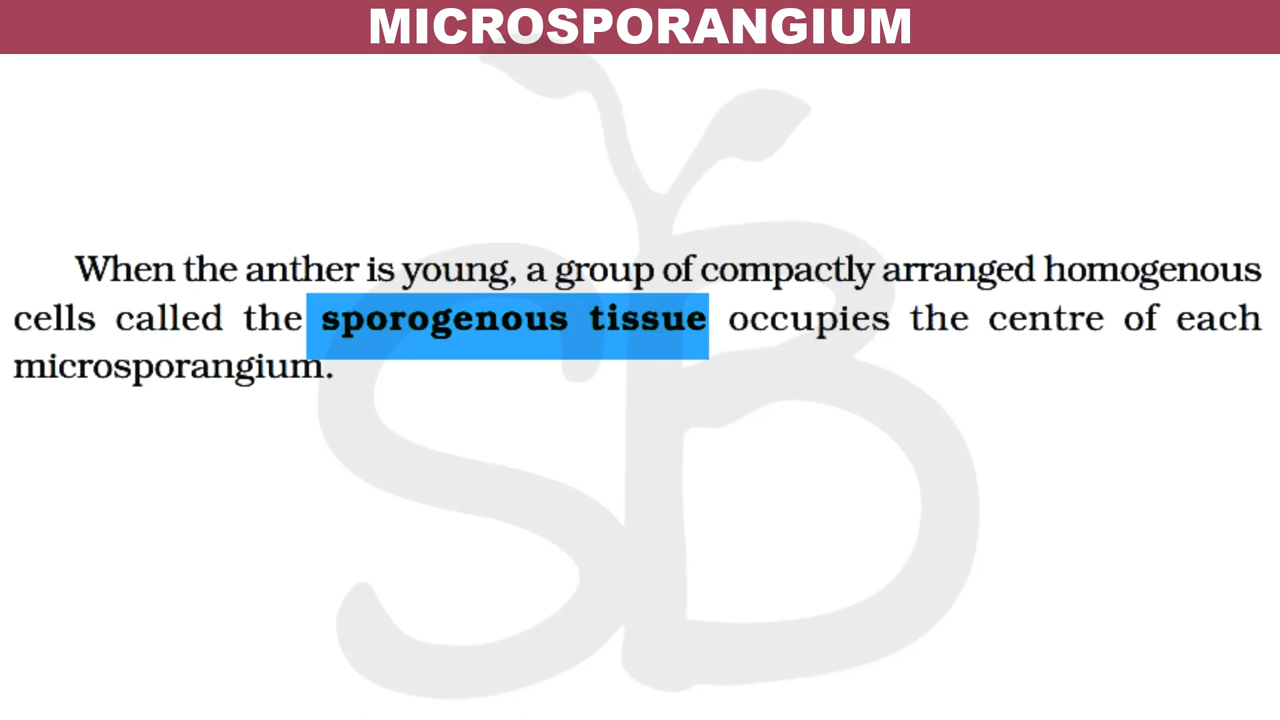 MICROSPORANGIUM
When the anther is young, a group of compactly arranged homogenous
cells called the sporogenous tissue occupies the centre of each
microsporangium.
SB